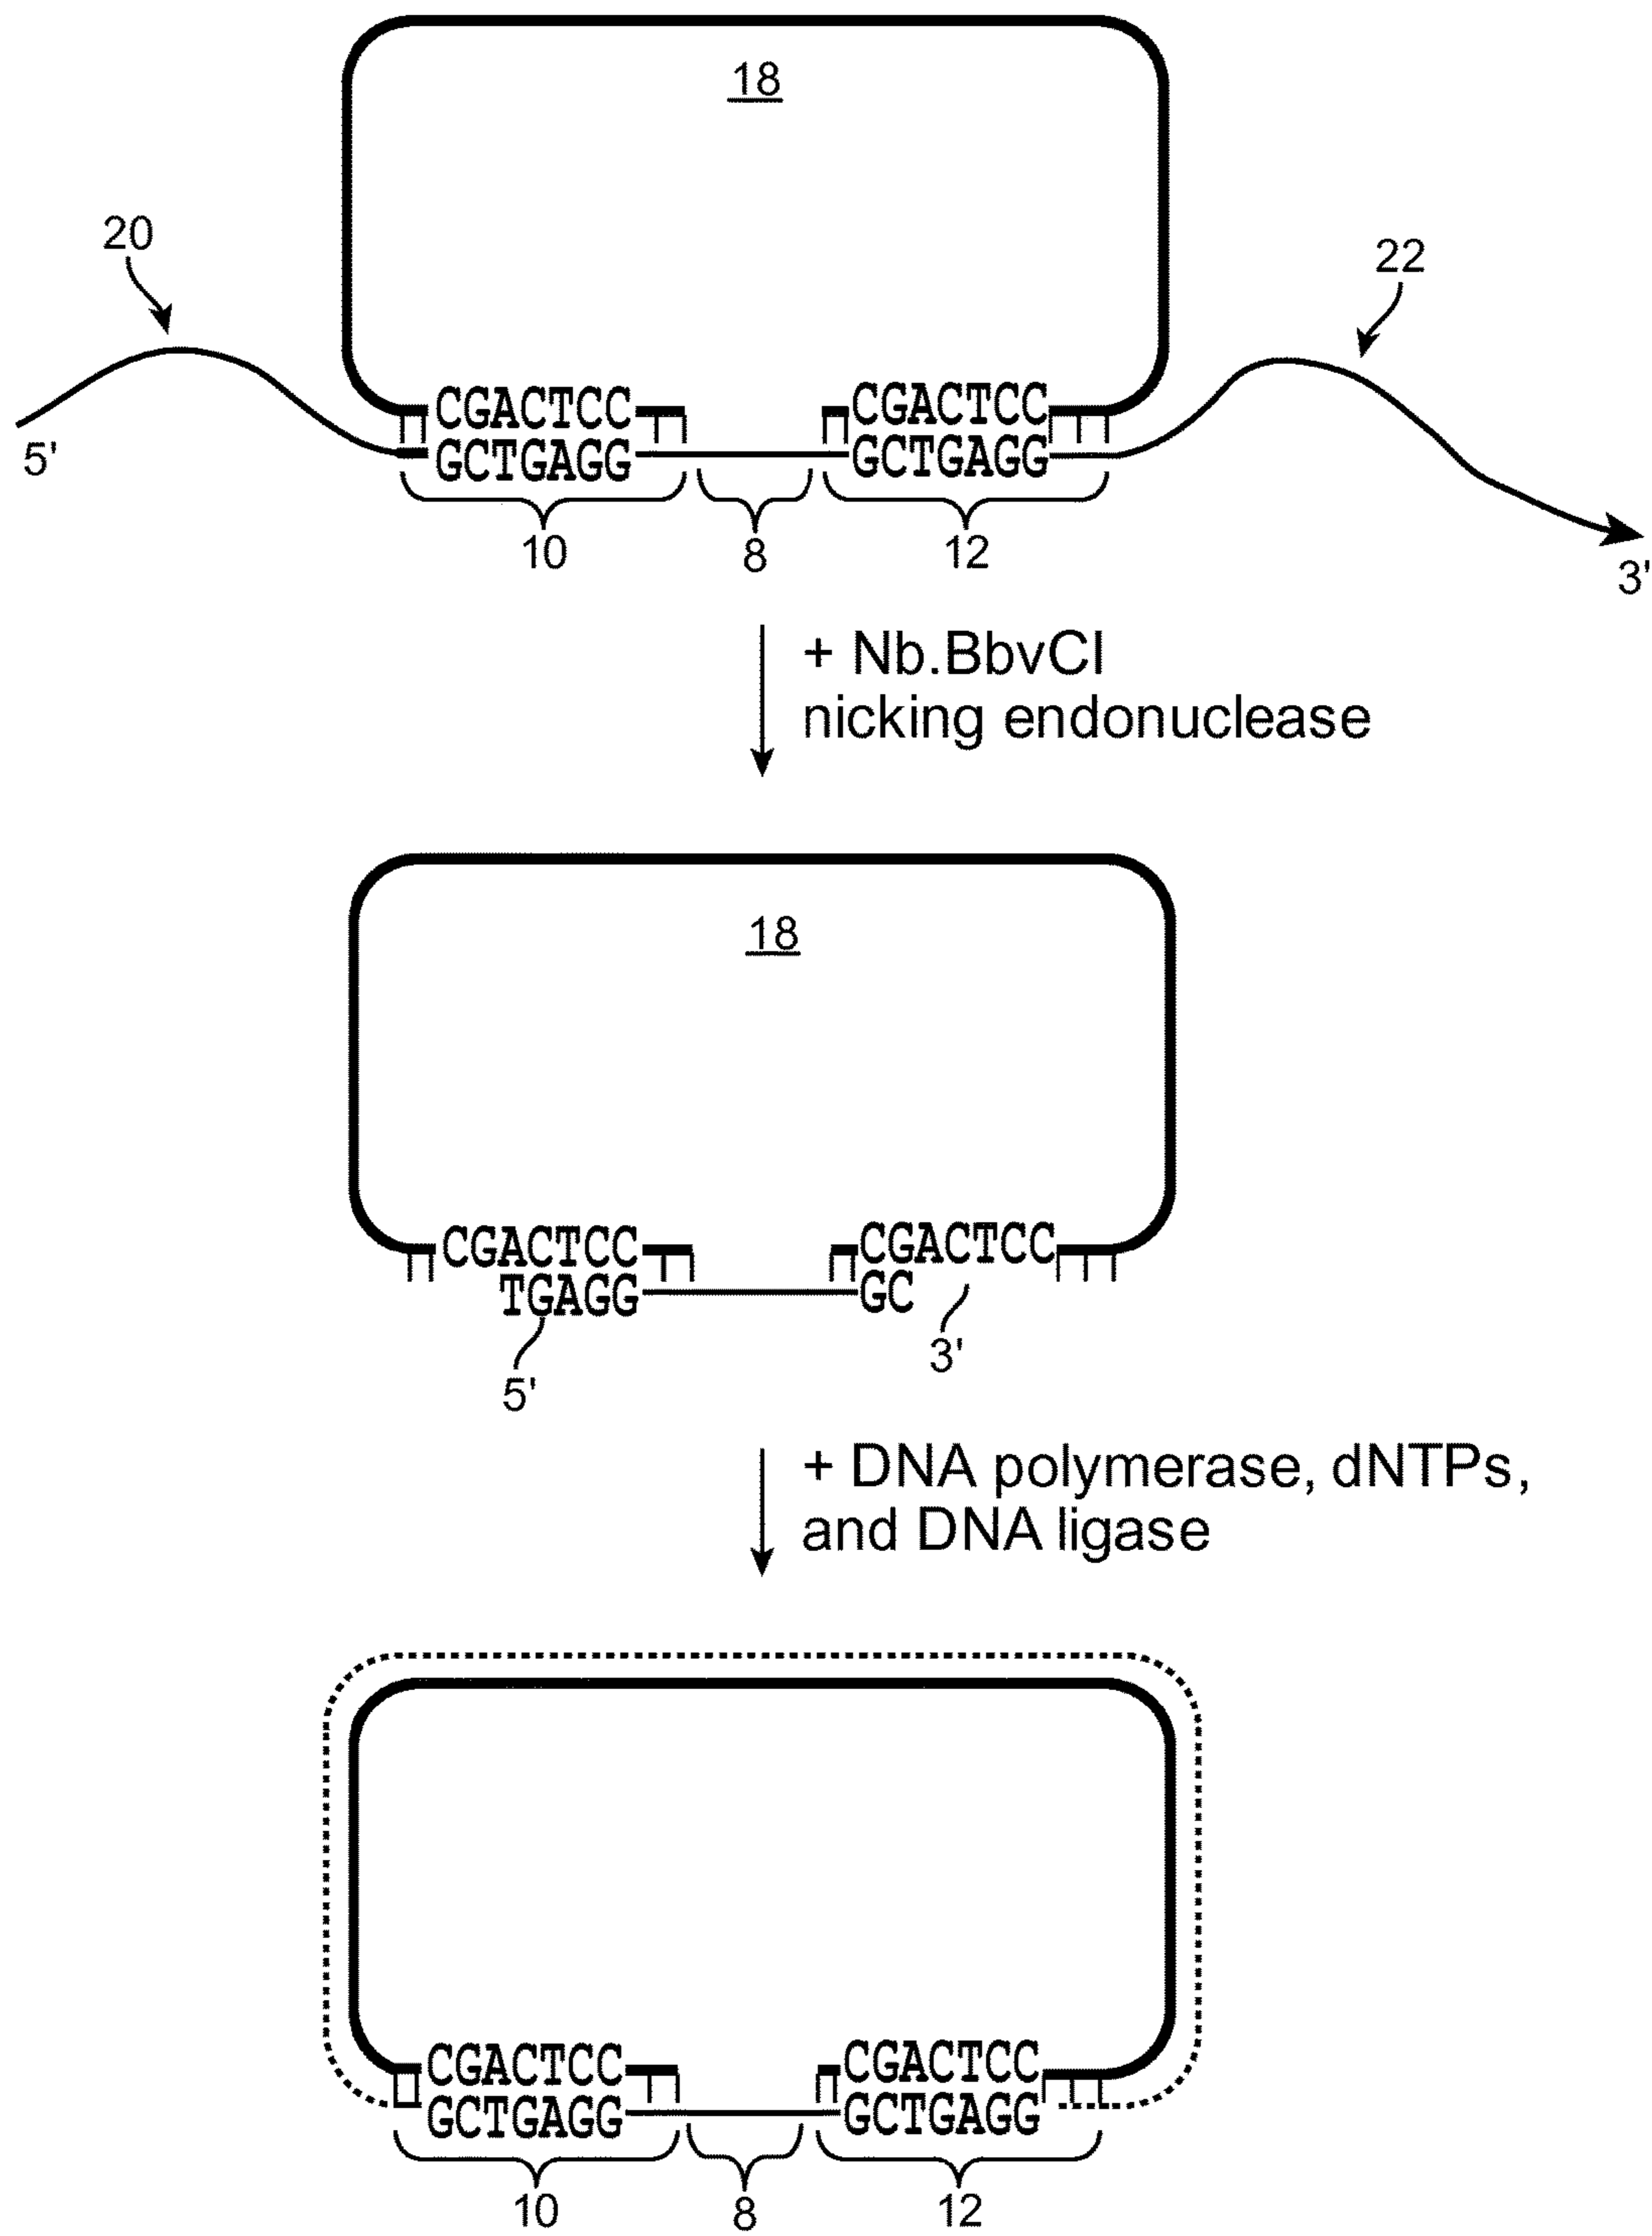 18
20
22
CGACTCC CGACTCC
5' GCTGAGG GCTGAGG
10 8 12
3'
+ Nb.BbvCI
nicking endonuclease
18
CGACTCC CGACTCC
TGAGG GC
3'
5'
+ DNA polymerase, dNTPs,
and DNA ligase
CGACTCC CGACTCC
GCTGAGG GCTGAGG
10 8 12